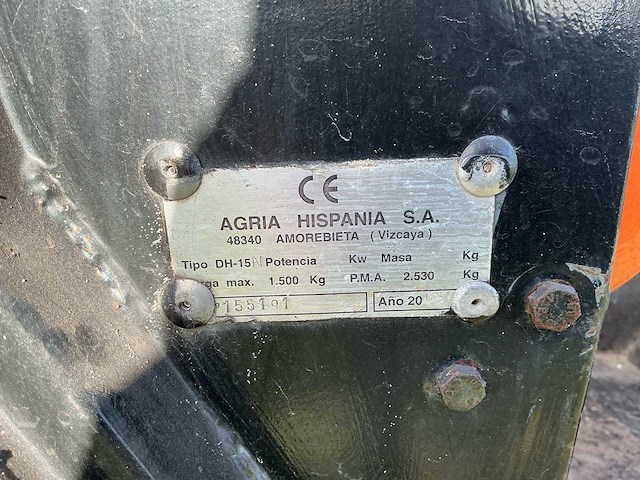 CE
AGRIA HISPANIA S.A.
48340 AMOREBIETA (Vizcaya)
Tipo DH-15N Potencia Kw Masa Kg
max. 1.500 Kg P.M.A. 2.530 Kg
Año 20